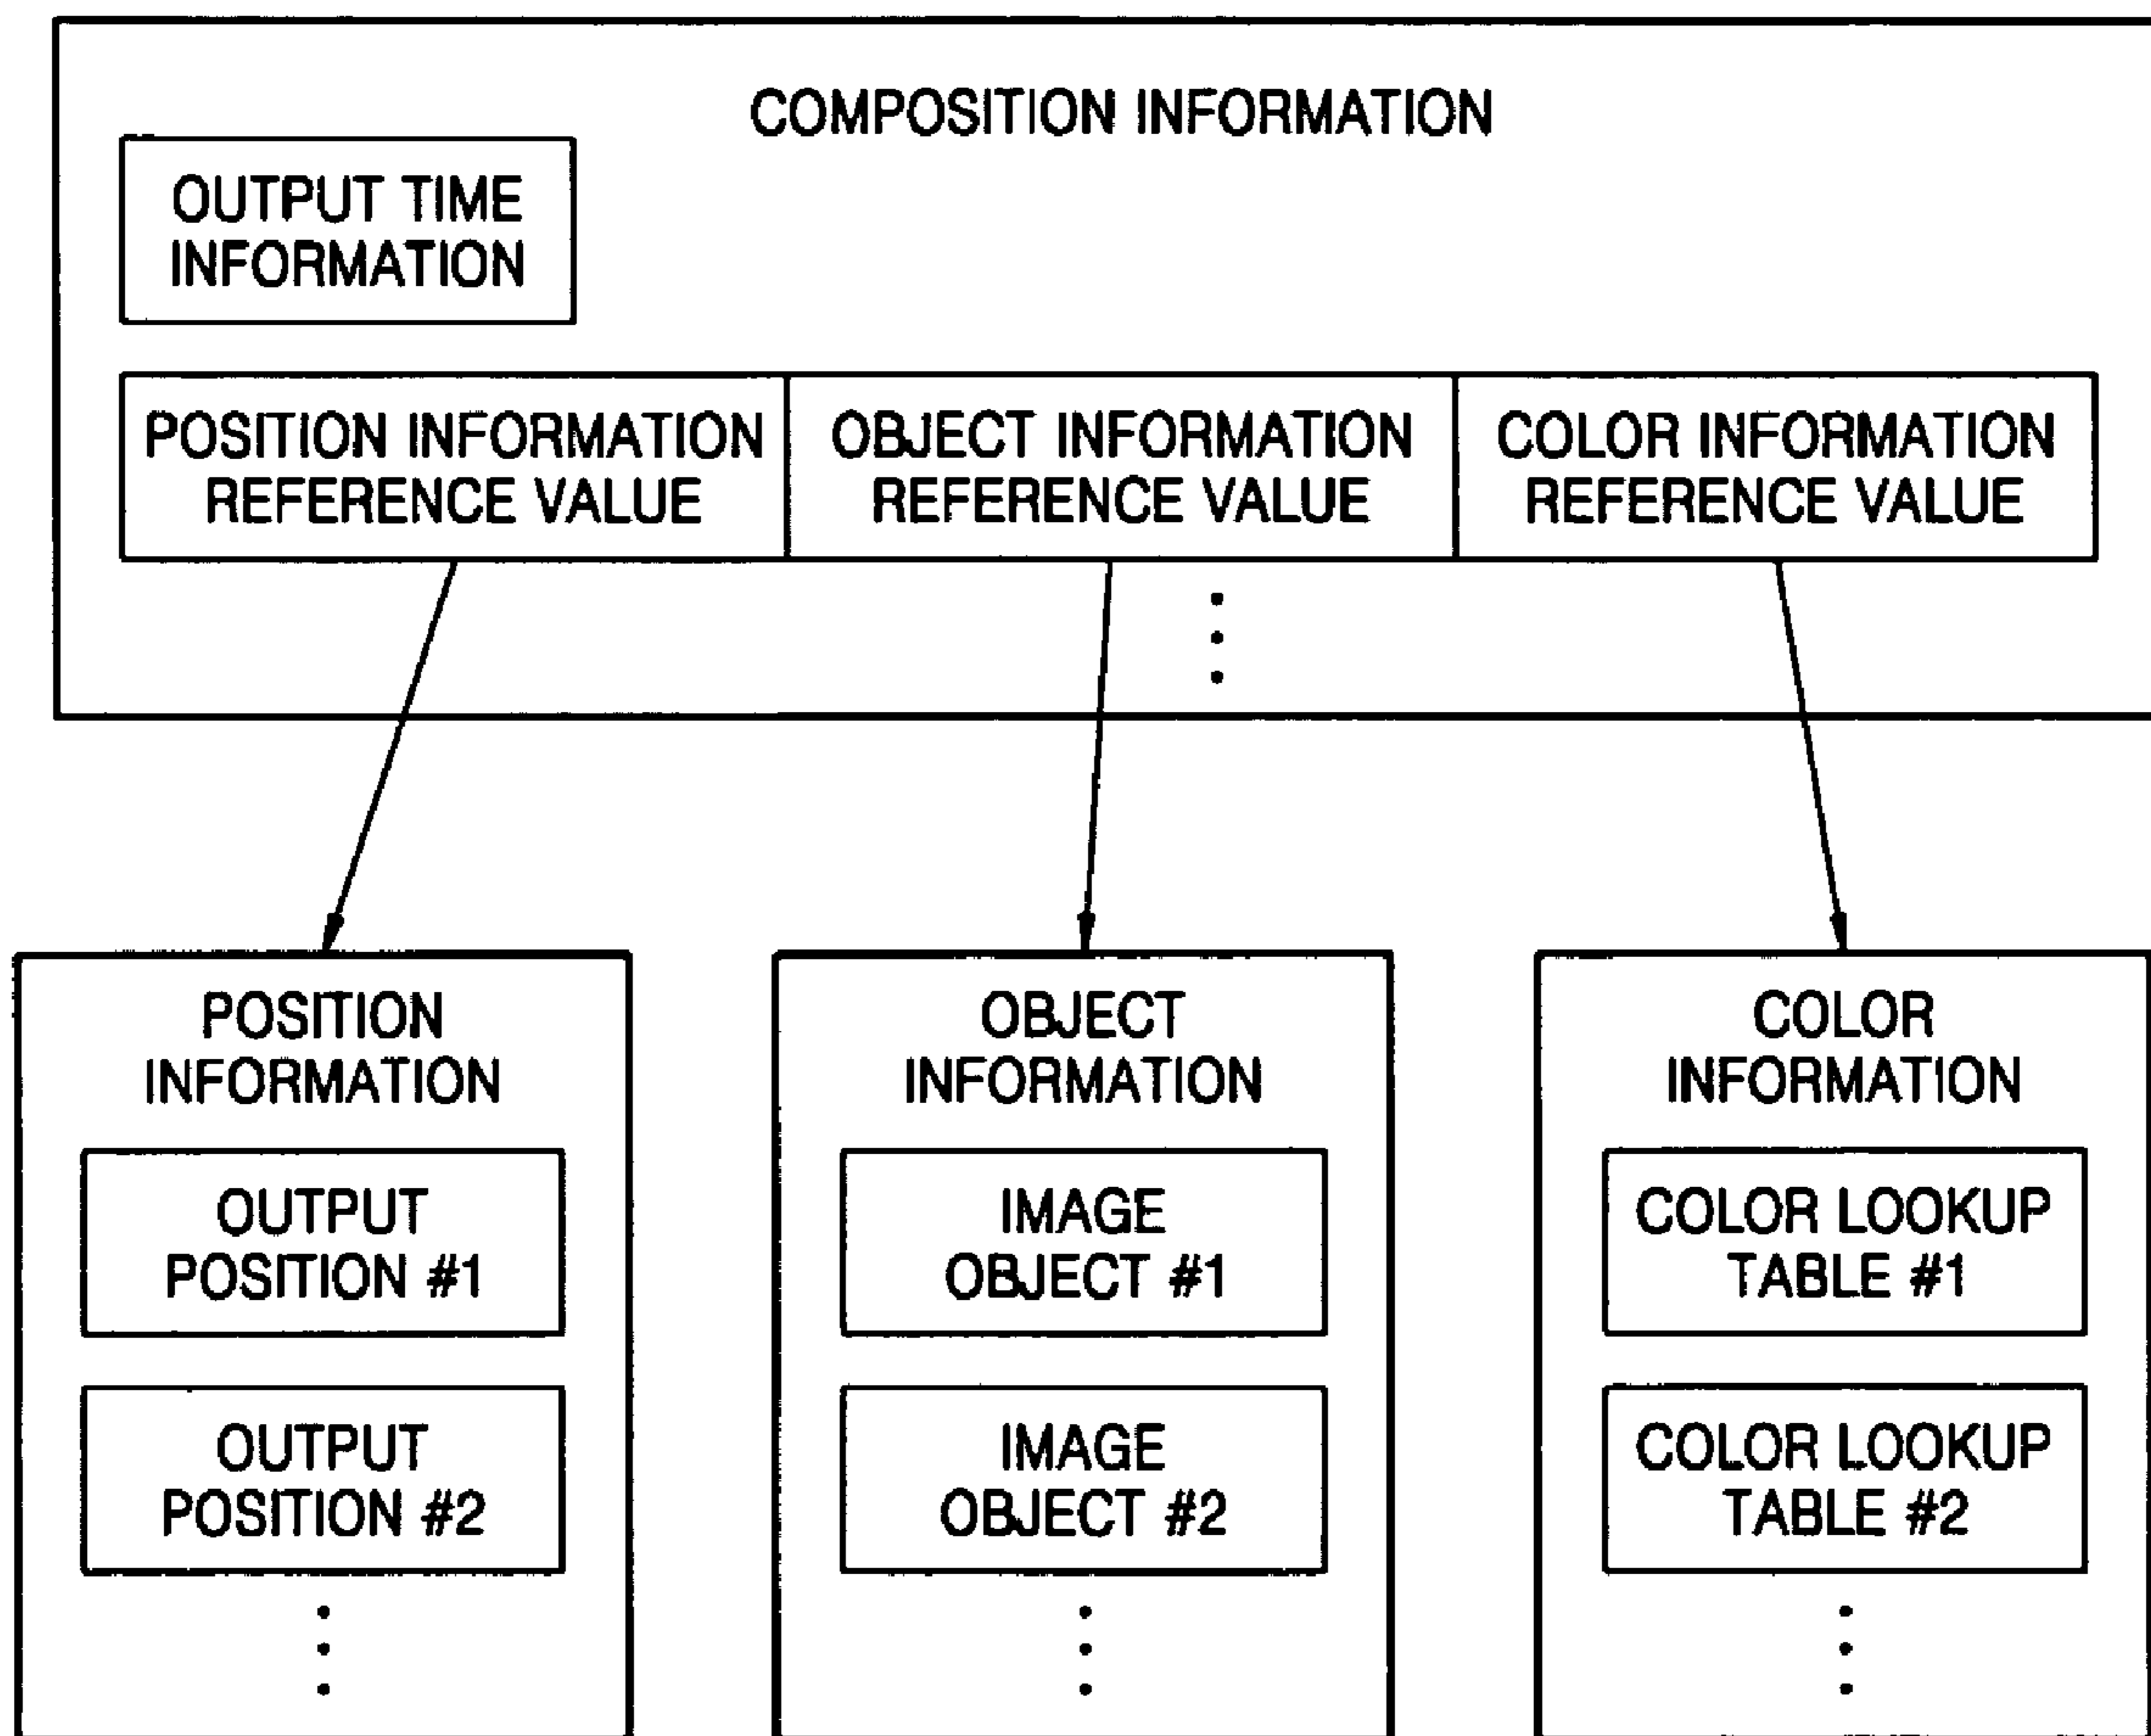 COMPOSITION INFORMATION
OUTPUT TIME
INFORMATION
POSITION INFORMATION
REFERENCE VALUE
OBJECT INFORMATION
REFERENCE VALUE
COLOR INFORMATION
REFERENCE VALUE
POSITION
INFORMATION
OUTPUT
POSITION #1
OUTPUT
POSITION #2
OBJECT
INFORMATION
IMAGE
OBJECT #1
IMAGE
OBJECT #2
COLOR
INFORMATION
COLOR LOOKUP
TABLE #1
COLOR LOOKUP
TABLE #2